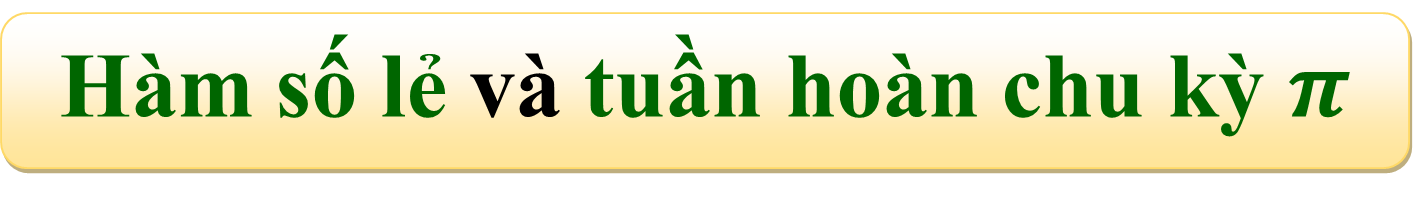 Hàm số lẻ và tuần hoàn chu kỳ π